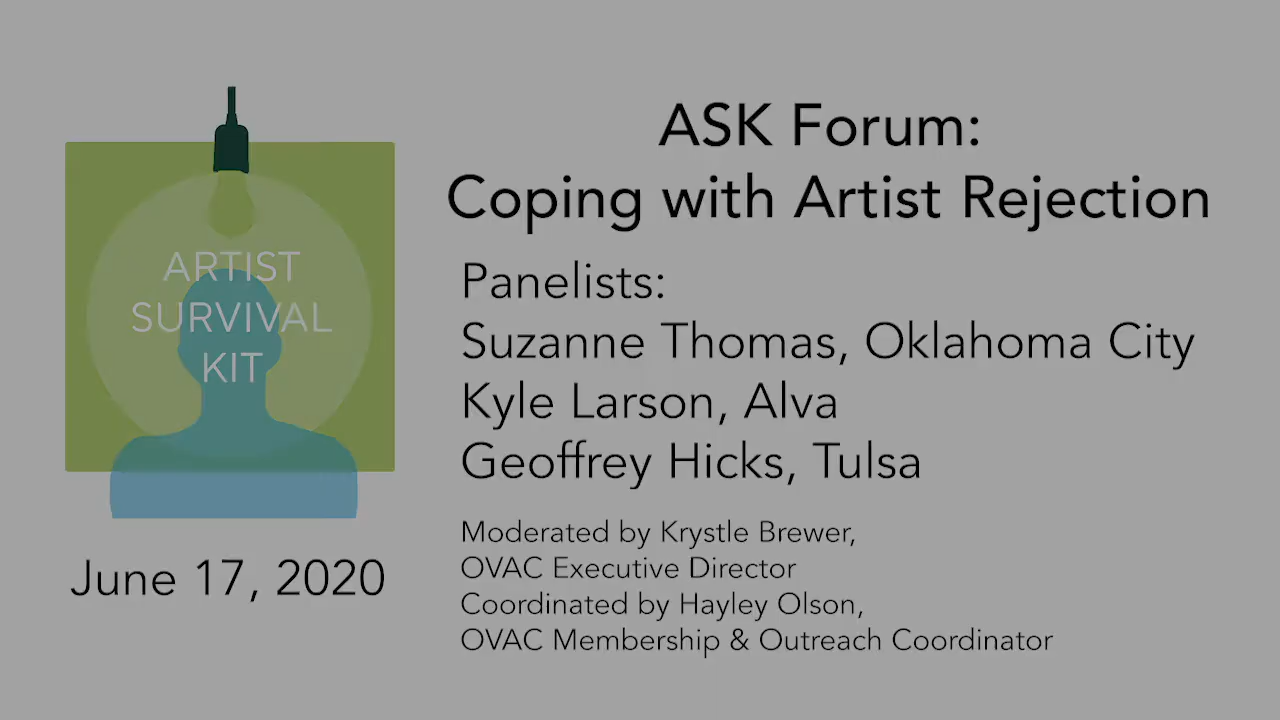 ARTIST
SURVIVAL
KIT
June 17, 2020
ASK Forum:
Coping with Artist Rejection
Panelists:
Suzanne Thomas, Oklahoma City
Kyle Larson, Alva
Geoffrey Hicks, Tulsa
Moderated by Krystle Brewer,
OVAC Executive Director
Coordinated by Hayley Olson,
OVAC Membership & Outreach Coordinator